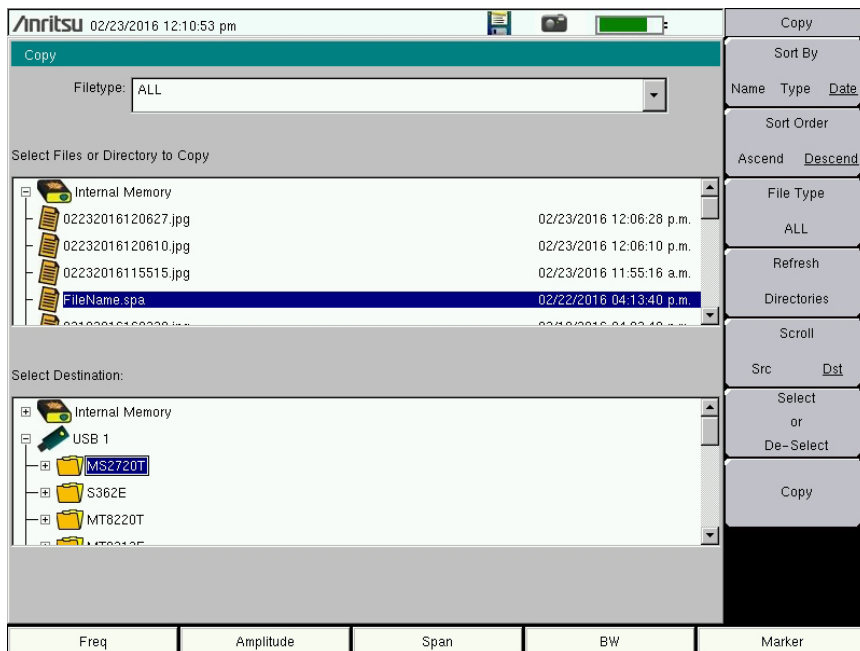 Anritsu 02/23/2016 12:10:53 pm
Copy
Filetype: ALL
Select Files or Directory to Copy
Internal Memory
02232016120627.jpg 02/23/2016 12:06:28 p.m.
02232016120610.jpg 02/23/2016 12:06:10 p.m.
02232016115515.jpg 02/23/2016 11:55:16 a.m.
FileName.spa 02/22/2016 04:13:40 p.m.
Select Destination:
Internal Memory
USB 1
MS2720T
S362E
MT8220T
Copy
Sort By
Name Type Date
Sort Order
Ascend Descend
File Type
ALL
Refresh
Directories
Scroll
Src Dst
Select
or
De-Select
Copy
Freq Amplitude Span BW Marker